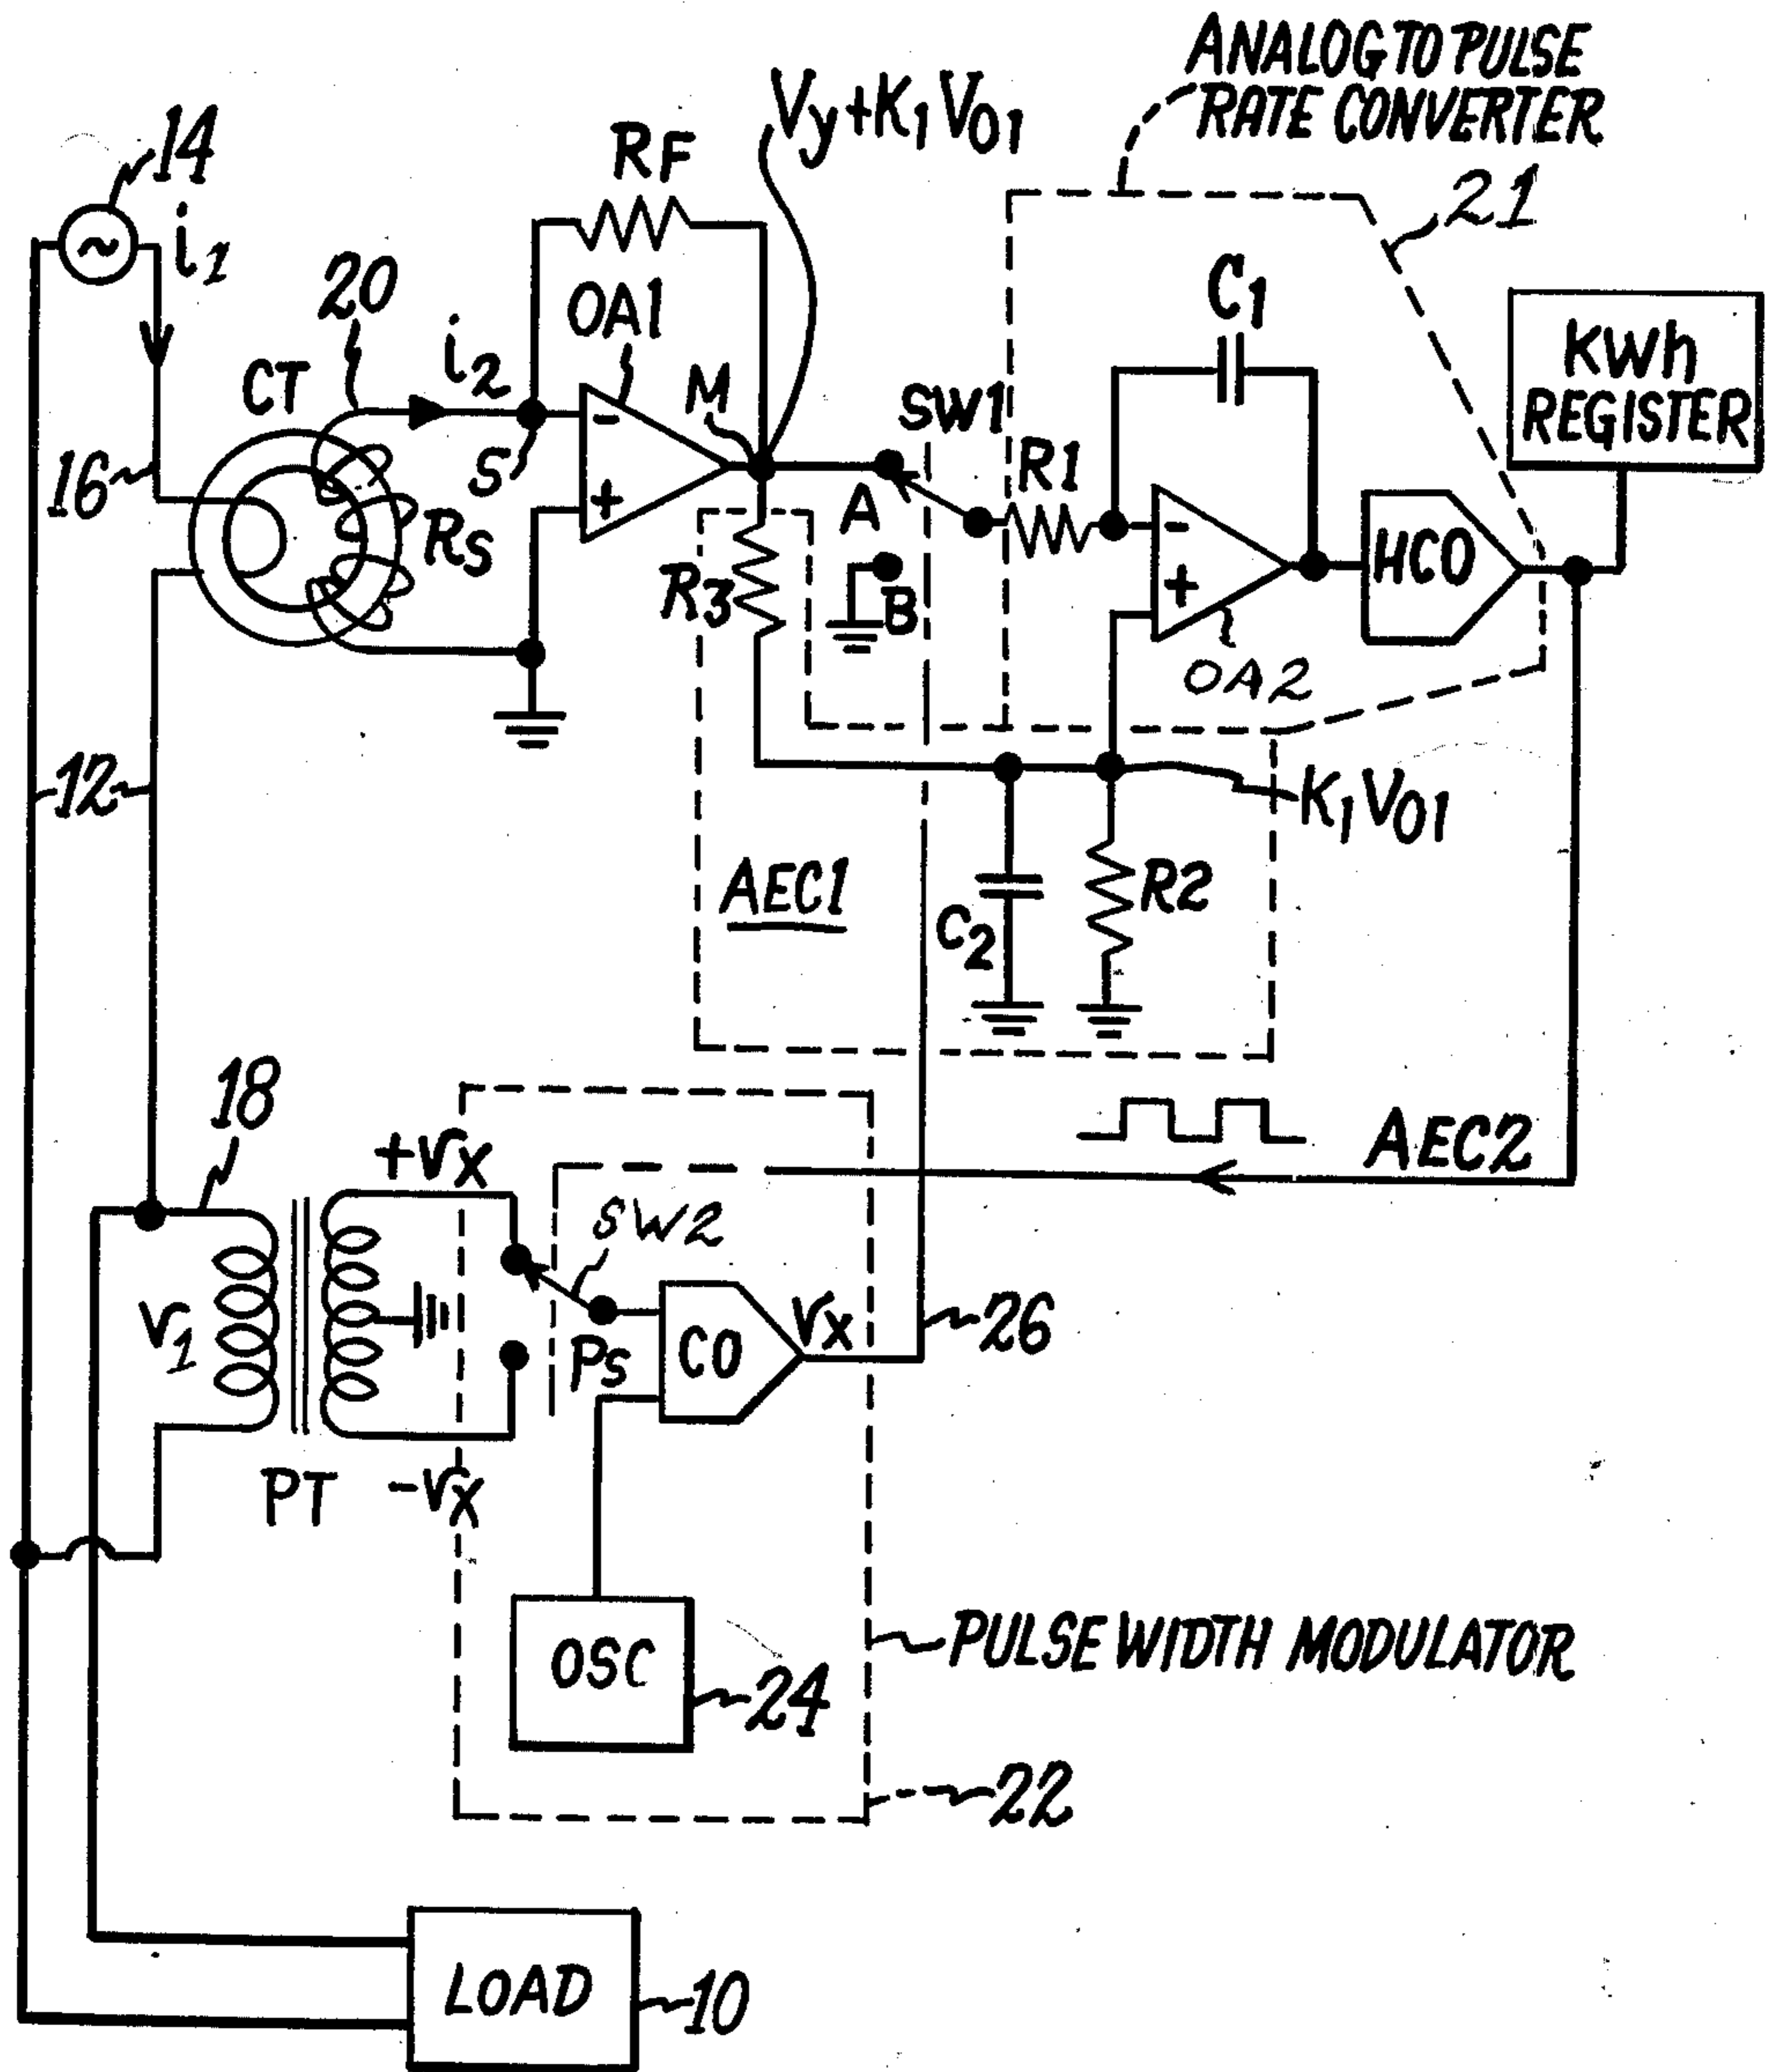 ANALOG TO PULSE
RATE CONVERTER
21
14
i1
Vy+K1V01
RF
20
OA1
C1
KWh
REGISTER
CT
i2
M
SW1
S
-
+
16
RS
A
B
R1
-
+
HCO
OA2
R3
12
K1V01
AEC1
C2
R2
18
+Vx
AEC2
SW2
V1
PS
CO
Vx
26
PT
-Vx
OSC
24
PULSE WIDTH MODULATOR
22
LOAD
10